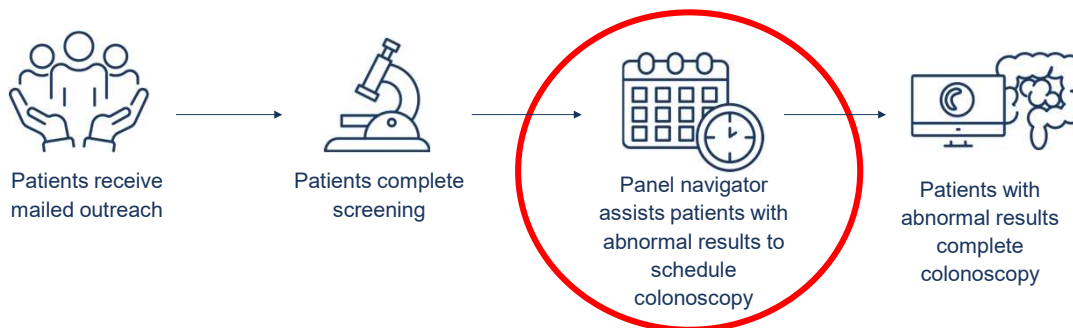 Patients receive
mailed outreach
Patients complete
screening
Panel navigator
assists patients with
abnormal results to
schedule
colonoscopy
Patients with
abnormal results
complete
colonoscopy